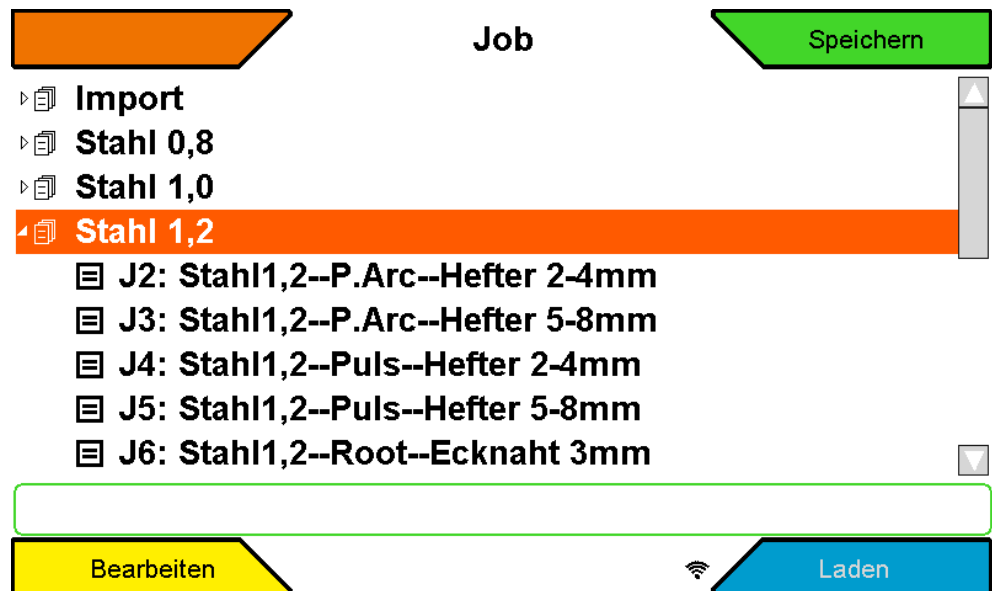 Job
Speichern
Import
Stahl 0,8
Stahl 1,0
Stahl 1,2
J2: Stahl1,2--P.Arc--Hefter 2-4mm
J3: Stahl1,2--P.Arc--Hefter 5-8mm
J4: Stahl1,2--Puls--Hefter 2-4mm
J5: Stahl1,2--Puls--Hefter 5-8mm
J6: Stahl1,2--Root--Ecknaht 3mm
Bearbeiten
Laden